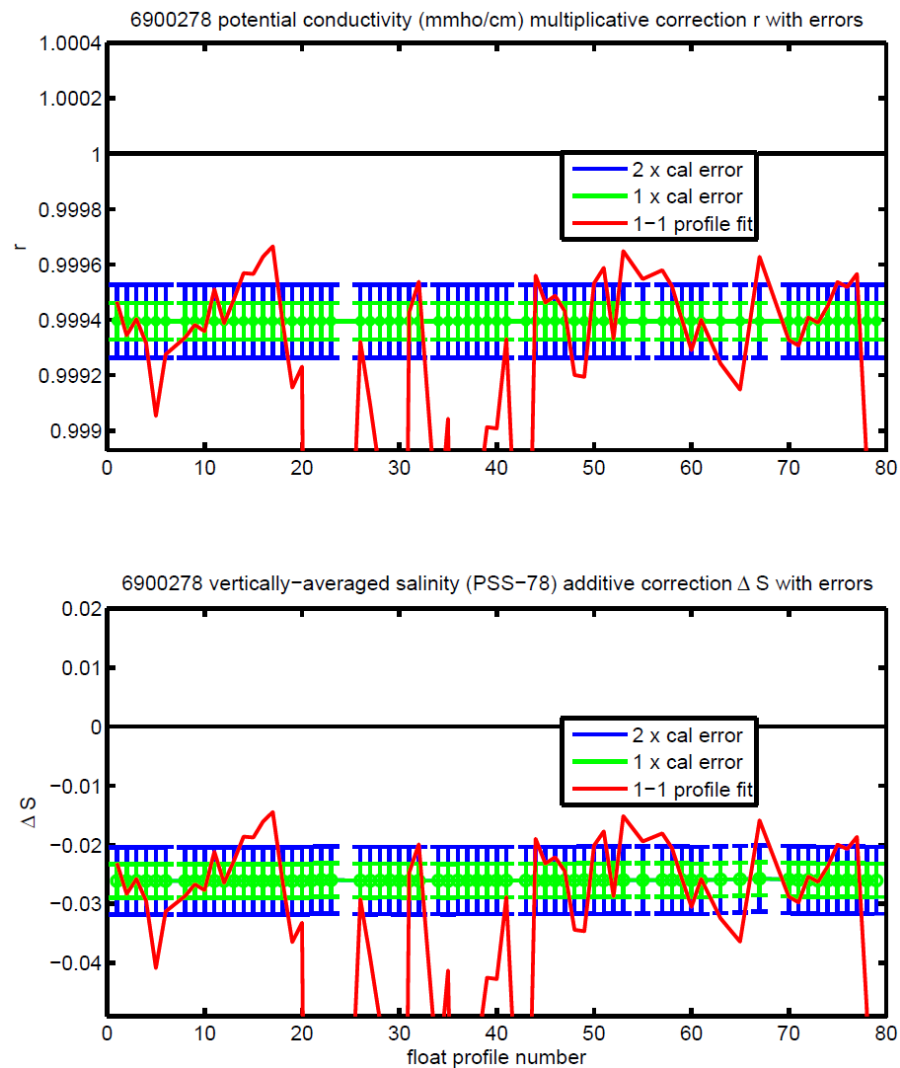 6900278 potential conductivity (mmho/cm) multiplicative correction r with errors
1.0004
1.0002
1
0.9998
0.9996
0.9994
0.9992
0.999
r
2 x cal error
1 x cal error
1−1 profile fit
0 10 20 30 40 50 60 70 80
6900278 vertically−averaged salinity (PSS−78) additive correction Δ S with errors
0.02
0.01
0
−0.01
−0.02
−0.03
−0.04
Δ S
2 x cal error
1 x cal error
1−1 profile fit
0 10 20 30 40 50 60 70 80
float profile number